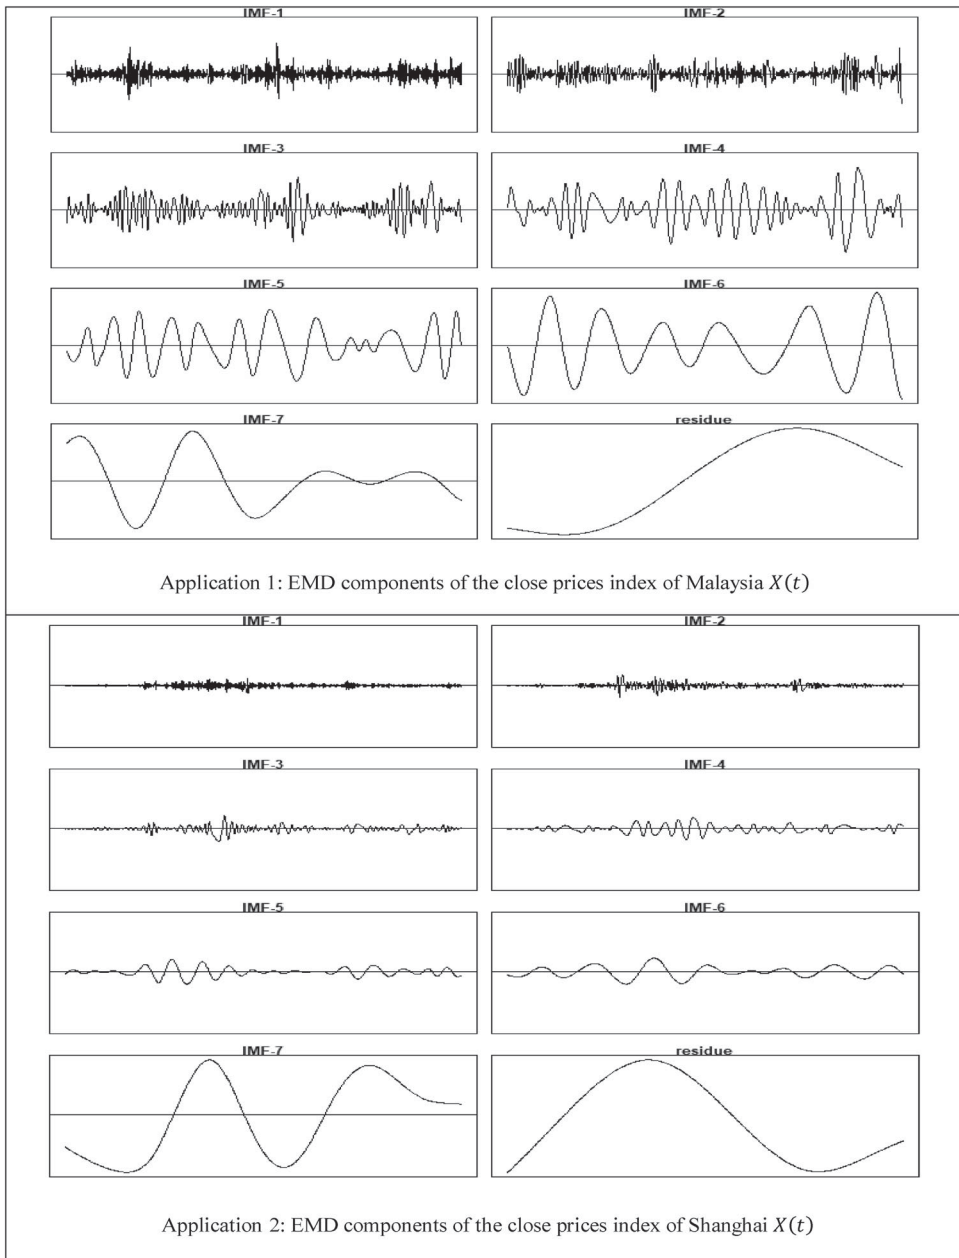 IMF-1
IMF-2
IMF-3
IMF-4
IMF-5
IMF-6
IMF-7
residue
Application 1: EMD components of the close prices index of Malaysia X(t)
IMF-1
IMF-2
IMF-3
IMF-4
IMF-5
IMF-6
IMF-7
residue
Application 2: EMD components of the close prices index of Shanghai X(t)